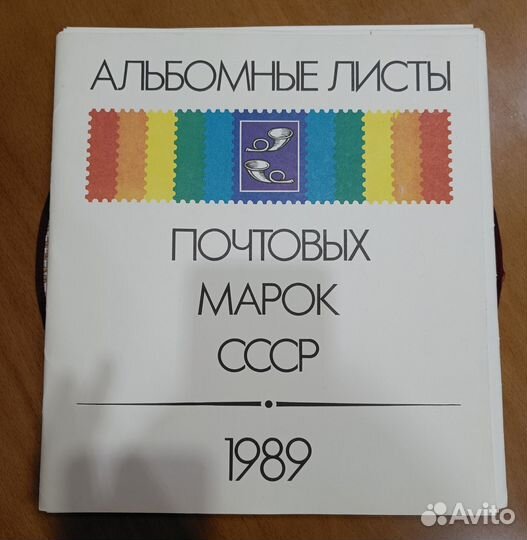 АЛЬБОМНЫЕ ЛИСТЫ
ПОЧТОВЫХ
МАРОК
СССР
1989
Avito